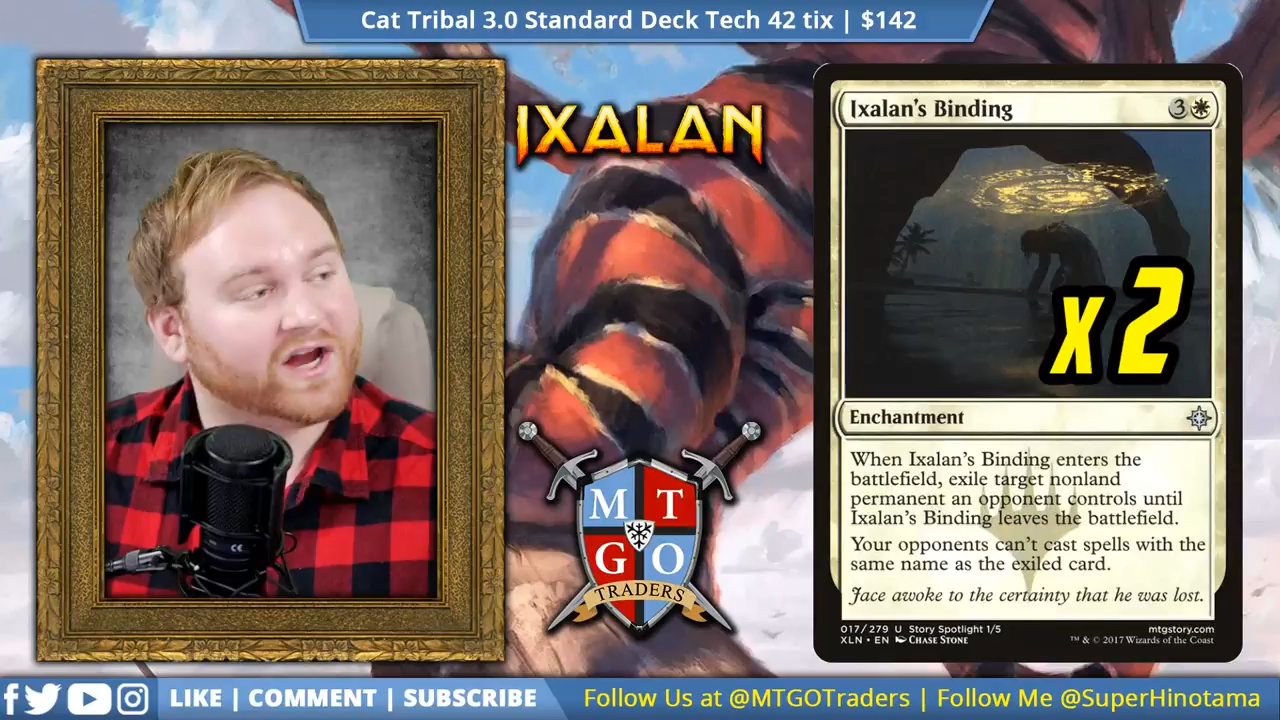 Cat Tribal 3.0 Standard Deck Tech 42 tix | $142
IXALAN
Ixalan's Binding
3
x2
Enchantment
When Ixalan's Binding enters the
battlefield, exile target nonland
permanent an opponent controls until
Ixalan's Binding leaves the battlefield.
Your opponents can't cast spells with the
same name as the exiled card.
Jace awoke to the certainty that he was lost.
017/279 U Story Spotlight 1/5
XLN • EN CHASE STONE
mtgstory.com
™ & © 2017 Wizards of the Coast
M T
G O
TRADERS
CE
LIKE | COMMENT | SUBSCRIBE
Follow Us at @MTGOTraders | Follow Me @SuperHinotama